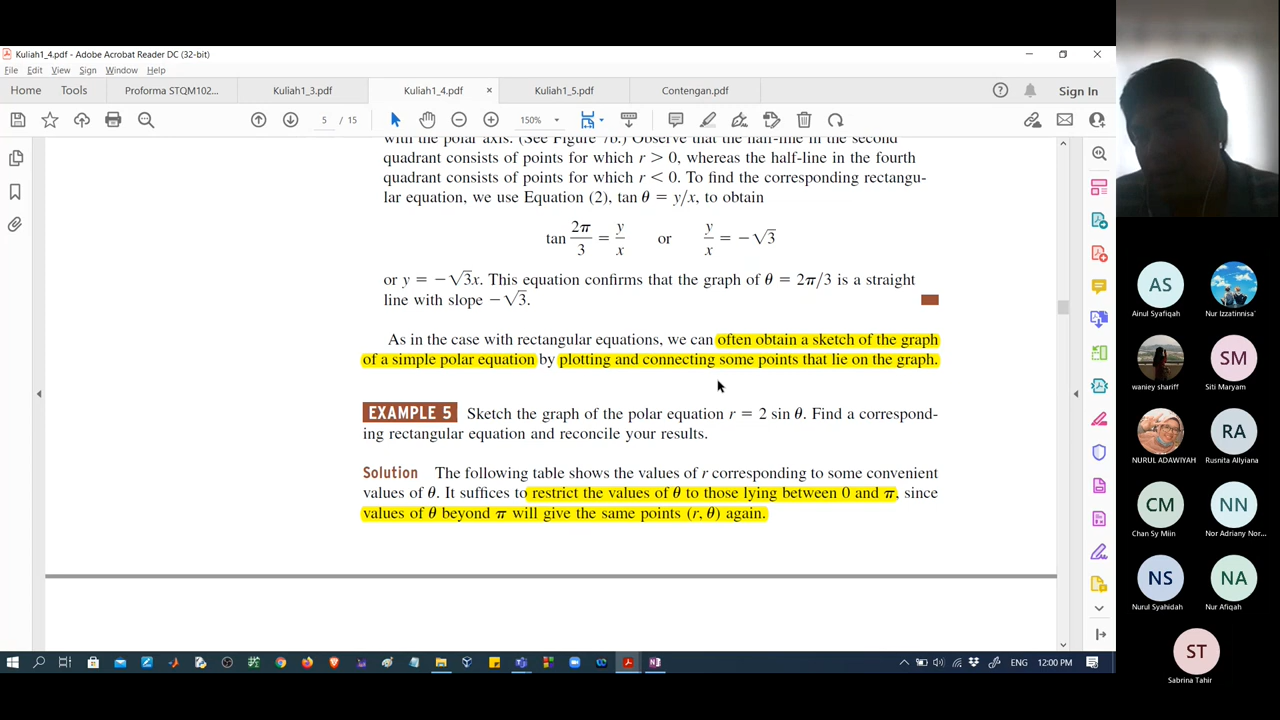 Kuliah1_4.pdf - Adobe Acrobat Reader DC (32-bit)
File Edit View Sign Window Help
Home Tools Proforma STQM102... Kuliah1_3.pdf Kuliah1_4.pdf × Kuliah1_5.pdf Contengan.pdf Sign In
5 / 15 150%
with the polar axis. (See Figure 7b.) Observe that the half-line in the second
quadrant consists of points for which r > 0, whereas the half-line in the fourth
quadrant consists of points for which r < 0. To find the corresponding rectangu-
lar equation, we use Equation (2), tan θ = y/x, to obtain
tan 2π/3 = y/x or y/x = −√3
or y = −√3x. This equation confirms that the graph of θ = 2π/3 is a straight
line with slope −√3.
As in the case with rectangular equations, we can often obtain a sketch of the graph
of a simple polar equation by plotting and connecting some points that lie on the graph.
EXAMPLE 5 Sketch the graph of the polar equation r = 2 sin θ. Find a correspond-
ing rectangular equation and reconcile your results.
Solution The following table shows the values of r corresponding to some convenient
values of θ. It suffices to restrict the values of θ to those lying between 0 and π, since
values of θ beyond π will give the same points (r, θ) again.
ENG 12:00 PM
AS
Ainul Syafiqah
Nur Izzatinnisa'
waniey shariff
SM
Siti Maryam
NURUL ADAWIYAH
RA
Rusnita Allyiana
CM
Chan Sy Miin
NN
Nor Adriany Nor...
NS
Nurul Syahidah
NA
Nur Afiqah
ST
Sabrina Tahir